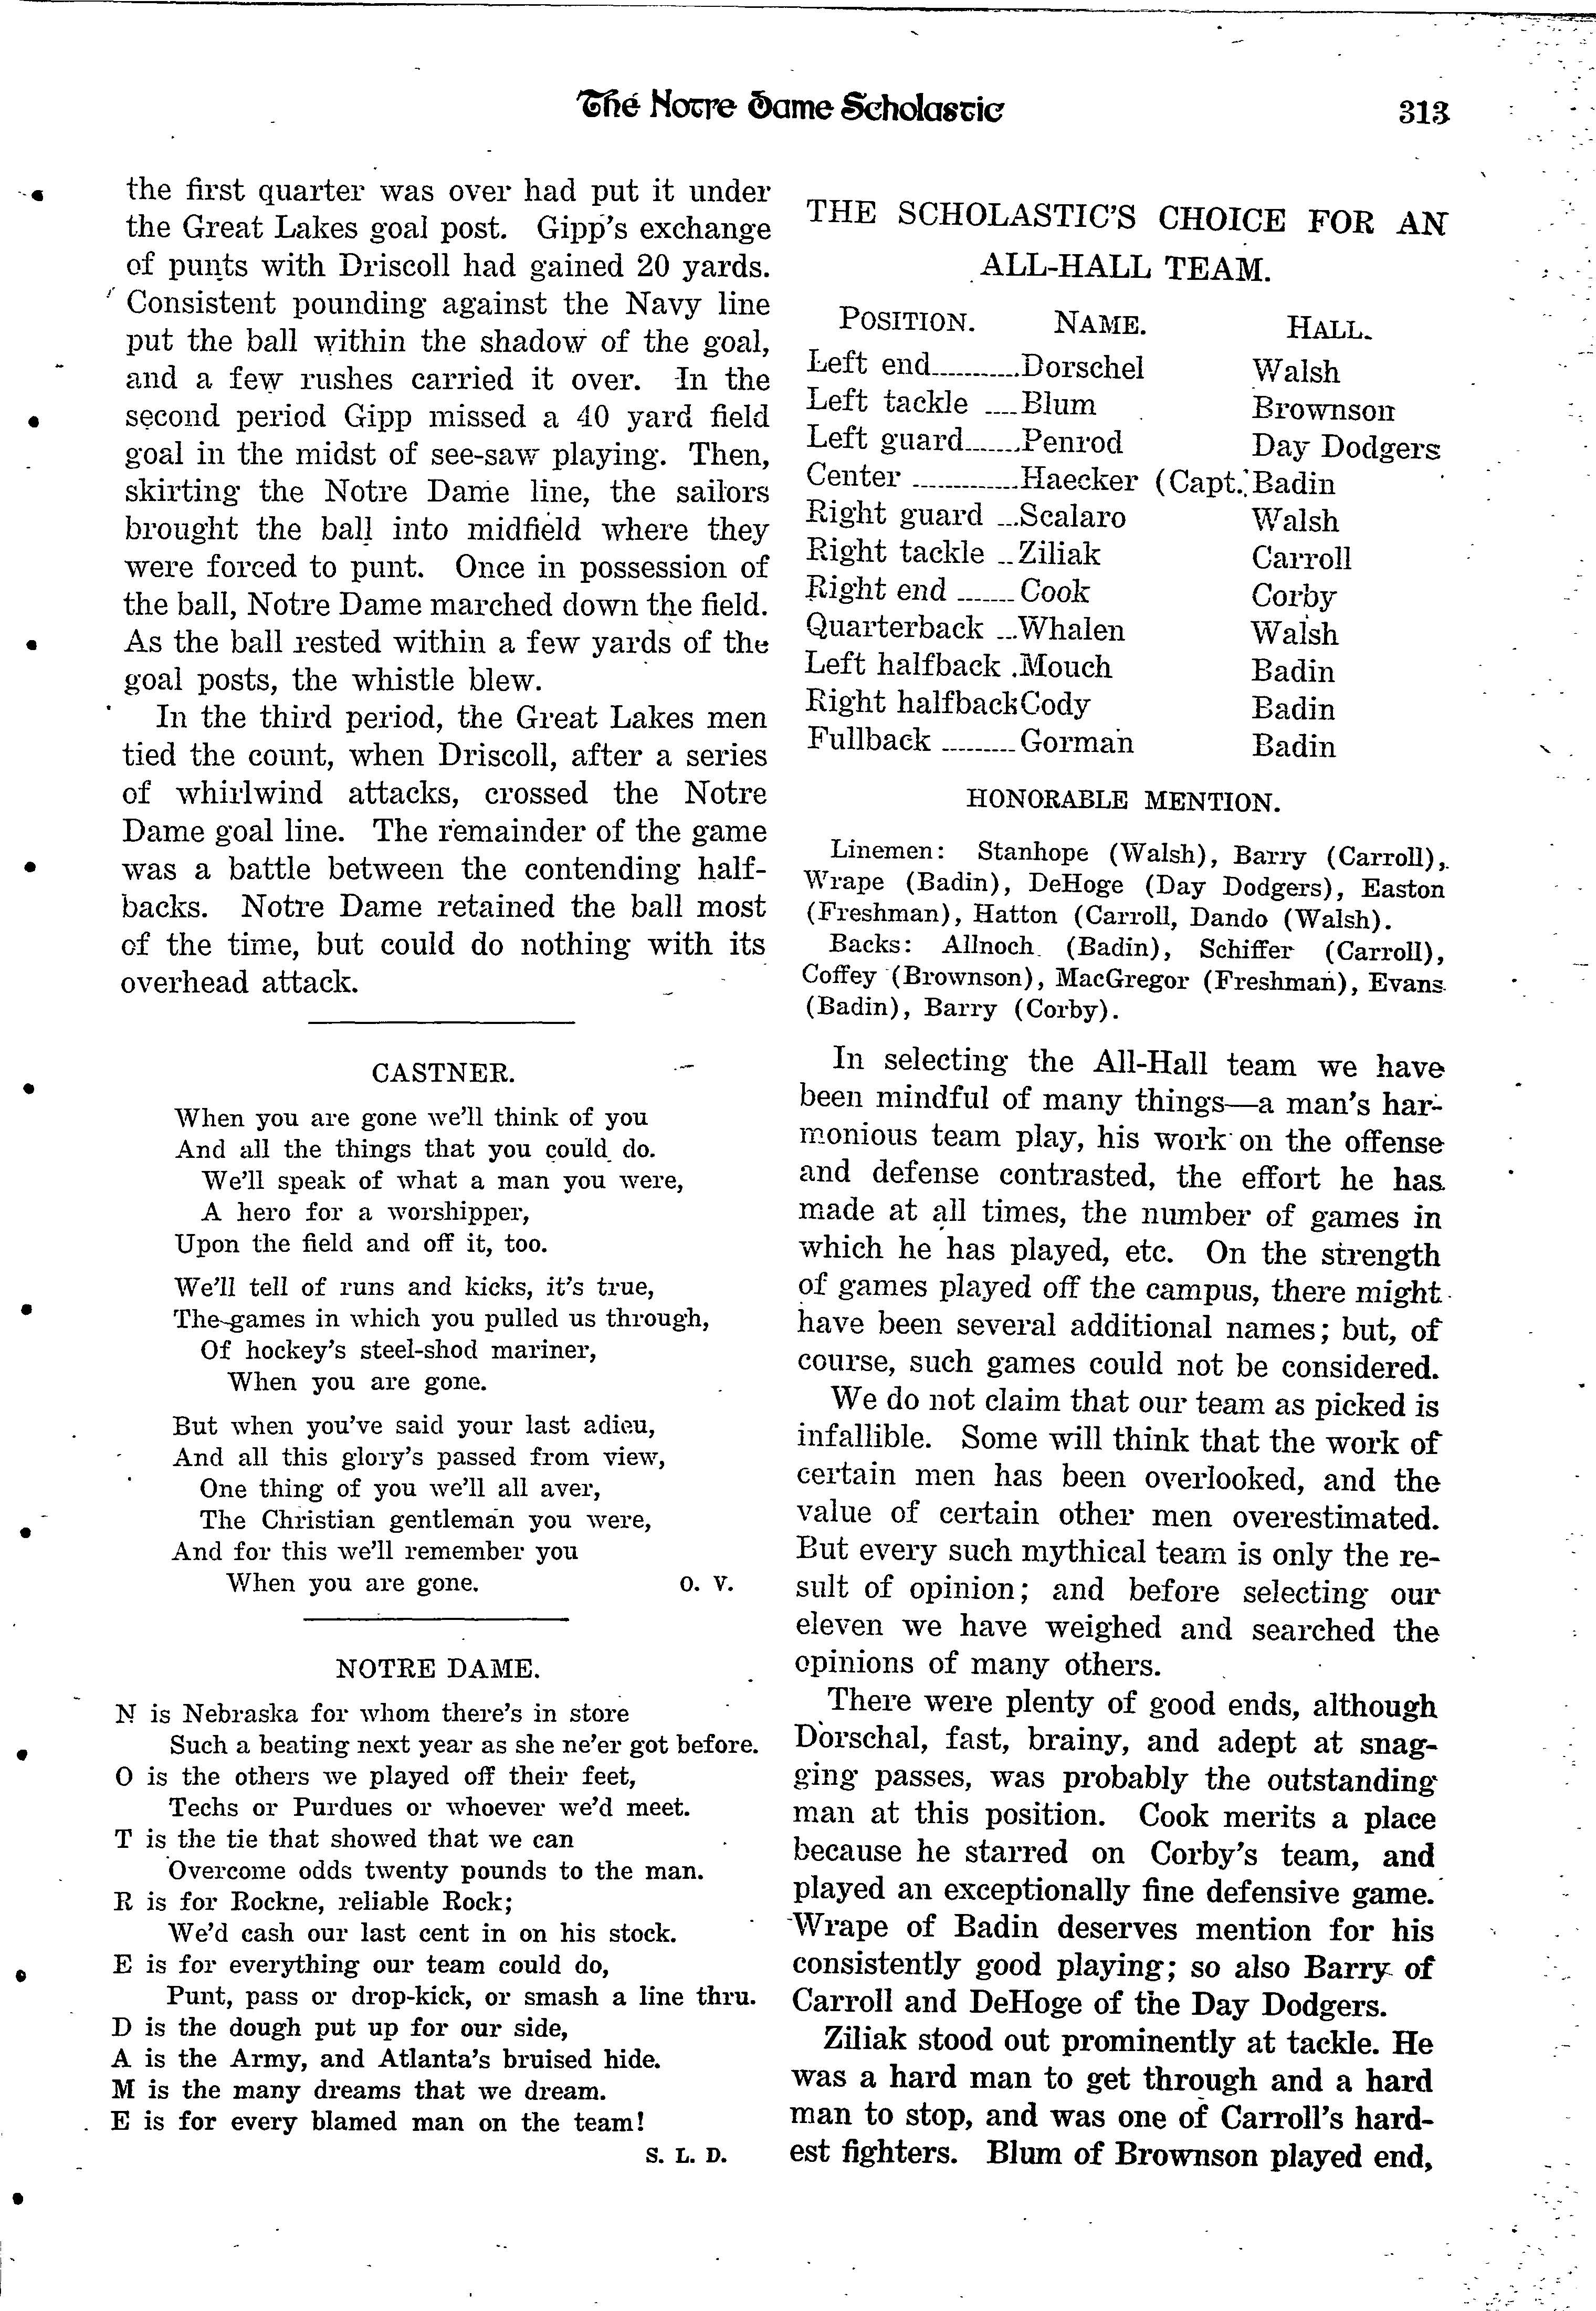 The Notre Dame Scholastic 313
the first quarter was over had put it under
the Great Lakes goal post. Gipp's exchange
of punts with Driscoll had gained 20 yards.
Consistent pounding against the Navy line
put the ball within the shadow of the goal,
and a few rushes carried it over. In the
second period Gipp missed a 40 yard field
goal in the midst of see-saw playing. Then,
skirting the Notre Dame line, the sailors
brought the ball into midfield where they
were forced to punt. Once in possession of
the ball, Notre Dame marched down the field.
As the ball rested within a few yards of the
goal posts, the whistle blew.
In the third period, the Great Lakes men
tied the count, when Driscoll, after a series
of whirlwind attacks, crossed the Notre
Dame goal line. The remainder of the game
was a battle between the contending half-
backs. Notre Dame retained the ball most
of the time, but could do nothing with its
overhead attack.
CASTNER.
When you are gone we'll think of you
And all the things that you could do.
We'll speak of what a man you were,
A hero for a worshipper,
Upon the field and off it, too.
We'll tell of runs and kicks, it's true,
The games in which you pulled us through,
Of hockey's steel-shod mariner,
When you are gone.
But when you've said your last adieu,
And all this glory's passed from view,
One thing of you we'll all aver,
The Christian gentleman you were,
And for this we'll remember you
When you are gone. O. V.
NOTRE DAME.
N is Nebraska for whom there's in store
Such a beating next year as she ne'er got before.
O is the others we played off their feet,
Techs or Purdues or whoever we'd meet.
T is the tie that showed that we can
Overcome odds twenty pounds to the man.
R is for Rockne, reliable Rock;
We'd cash our last cent in on his stock.
E is for everything our team could do,
Punt, pass or drop-kick, or smash a line thru.
D is the dough put up for our side,
A is the Army, and Atlanta's bruised hide.
M is the many dreams that we dream.
E is for every blamed man on the team!
S. L. D.
THE SCHOLASTIC'S CHOICE FOR AN
ALL-HALL TEAM.
POSITION. NAME. HALL.
Left end...........Dorschel Walsh
Left tackle ....Blum Brownson
Left guard.......Penrod Day Dodgers
Center .............Haecker (Capt.) Badin
Right guard ...Scalaro Walsh
Right tackle ..Ziliak Carroll
Right end .......Cook Corby
Quarterback ...Whalen Walsh
Left halfback .Mouch Badin
Right halfback Cody Badin
Fullback .........Gorman Badin
HONORABLE MENTION.
Linemen: Stanhope (Walsh), Barry (Carroll),
Wrape (Badin), DeHoge (Day Dodgers), Easton
(Freshman), Hatton (Carroll, Dando (Walsh).
Backs: Allnoch (Badin), Schiffer (Carroll),
Coffey (Brownson), MacGregor (Freshman), Evans
(Badin), Barry (Corby).
In selecting the All-Hall team we have
been mindful of many things—a man's har-
monious team play, his work on the offense
and defense contrasted, the effort he has
made at all times, the number of games in
which he has played, etc. On the strength
of games played off the campus, there might
have been several additional names; but, of
course, such games could not be considered.
We do not claim that our team as picked is
infallible. Some will think that the work of
certain men has been overlooked, and the
value of certain other men overestimated.
But every such mythical team is only the re-
sult of opinion; and before selecting our
eleven we have weighed and searched the
opinions of many others.
There were plenty of good ends, although
Dorschal, fast, brainy, and adept at snag-
ging passes, was probably the outstanding
man at this position. Cook merits a place
because he starred on Corby's team, and
played an exceptionally fine defensive game.
Wrape of Badin deserves mention for his
consistently good playing; so also Barry of
Carroll and DeHoge of the Day Dodgers.
Ziliak stood out prominently at tackle. He
was a hard man to get through and a hard
man to stop, and was one of Carroll's hard-
est fighters. Blum of Brownson played end,